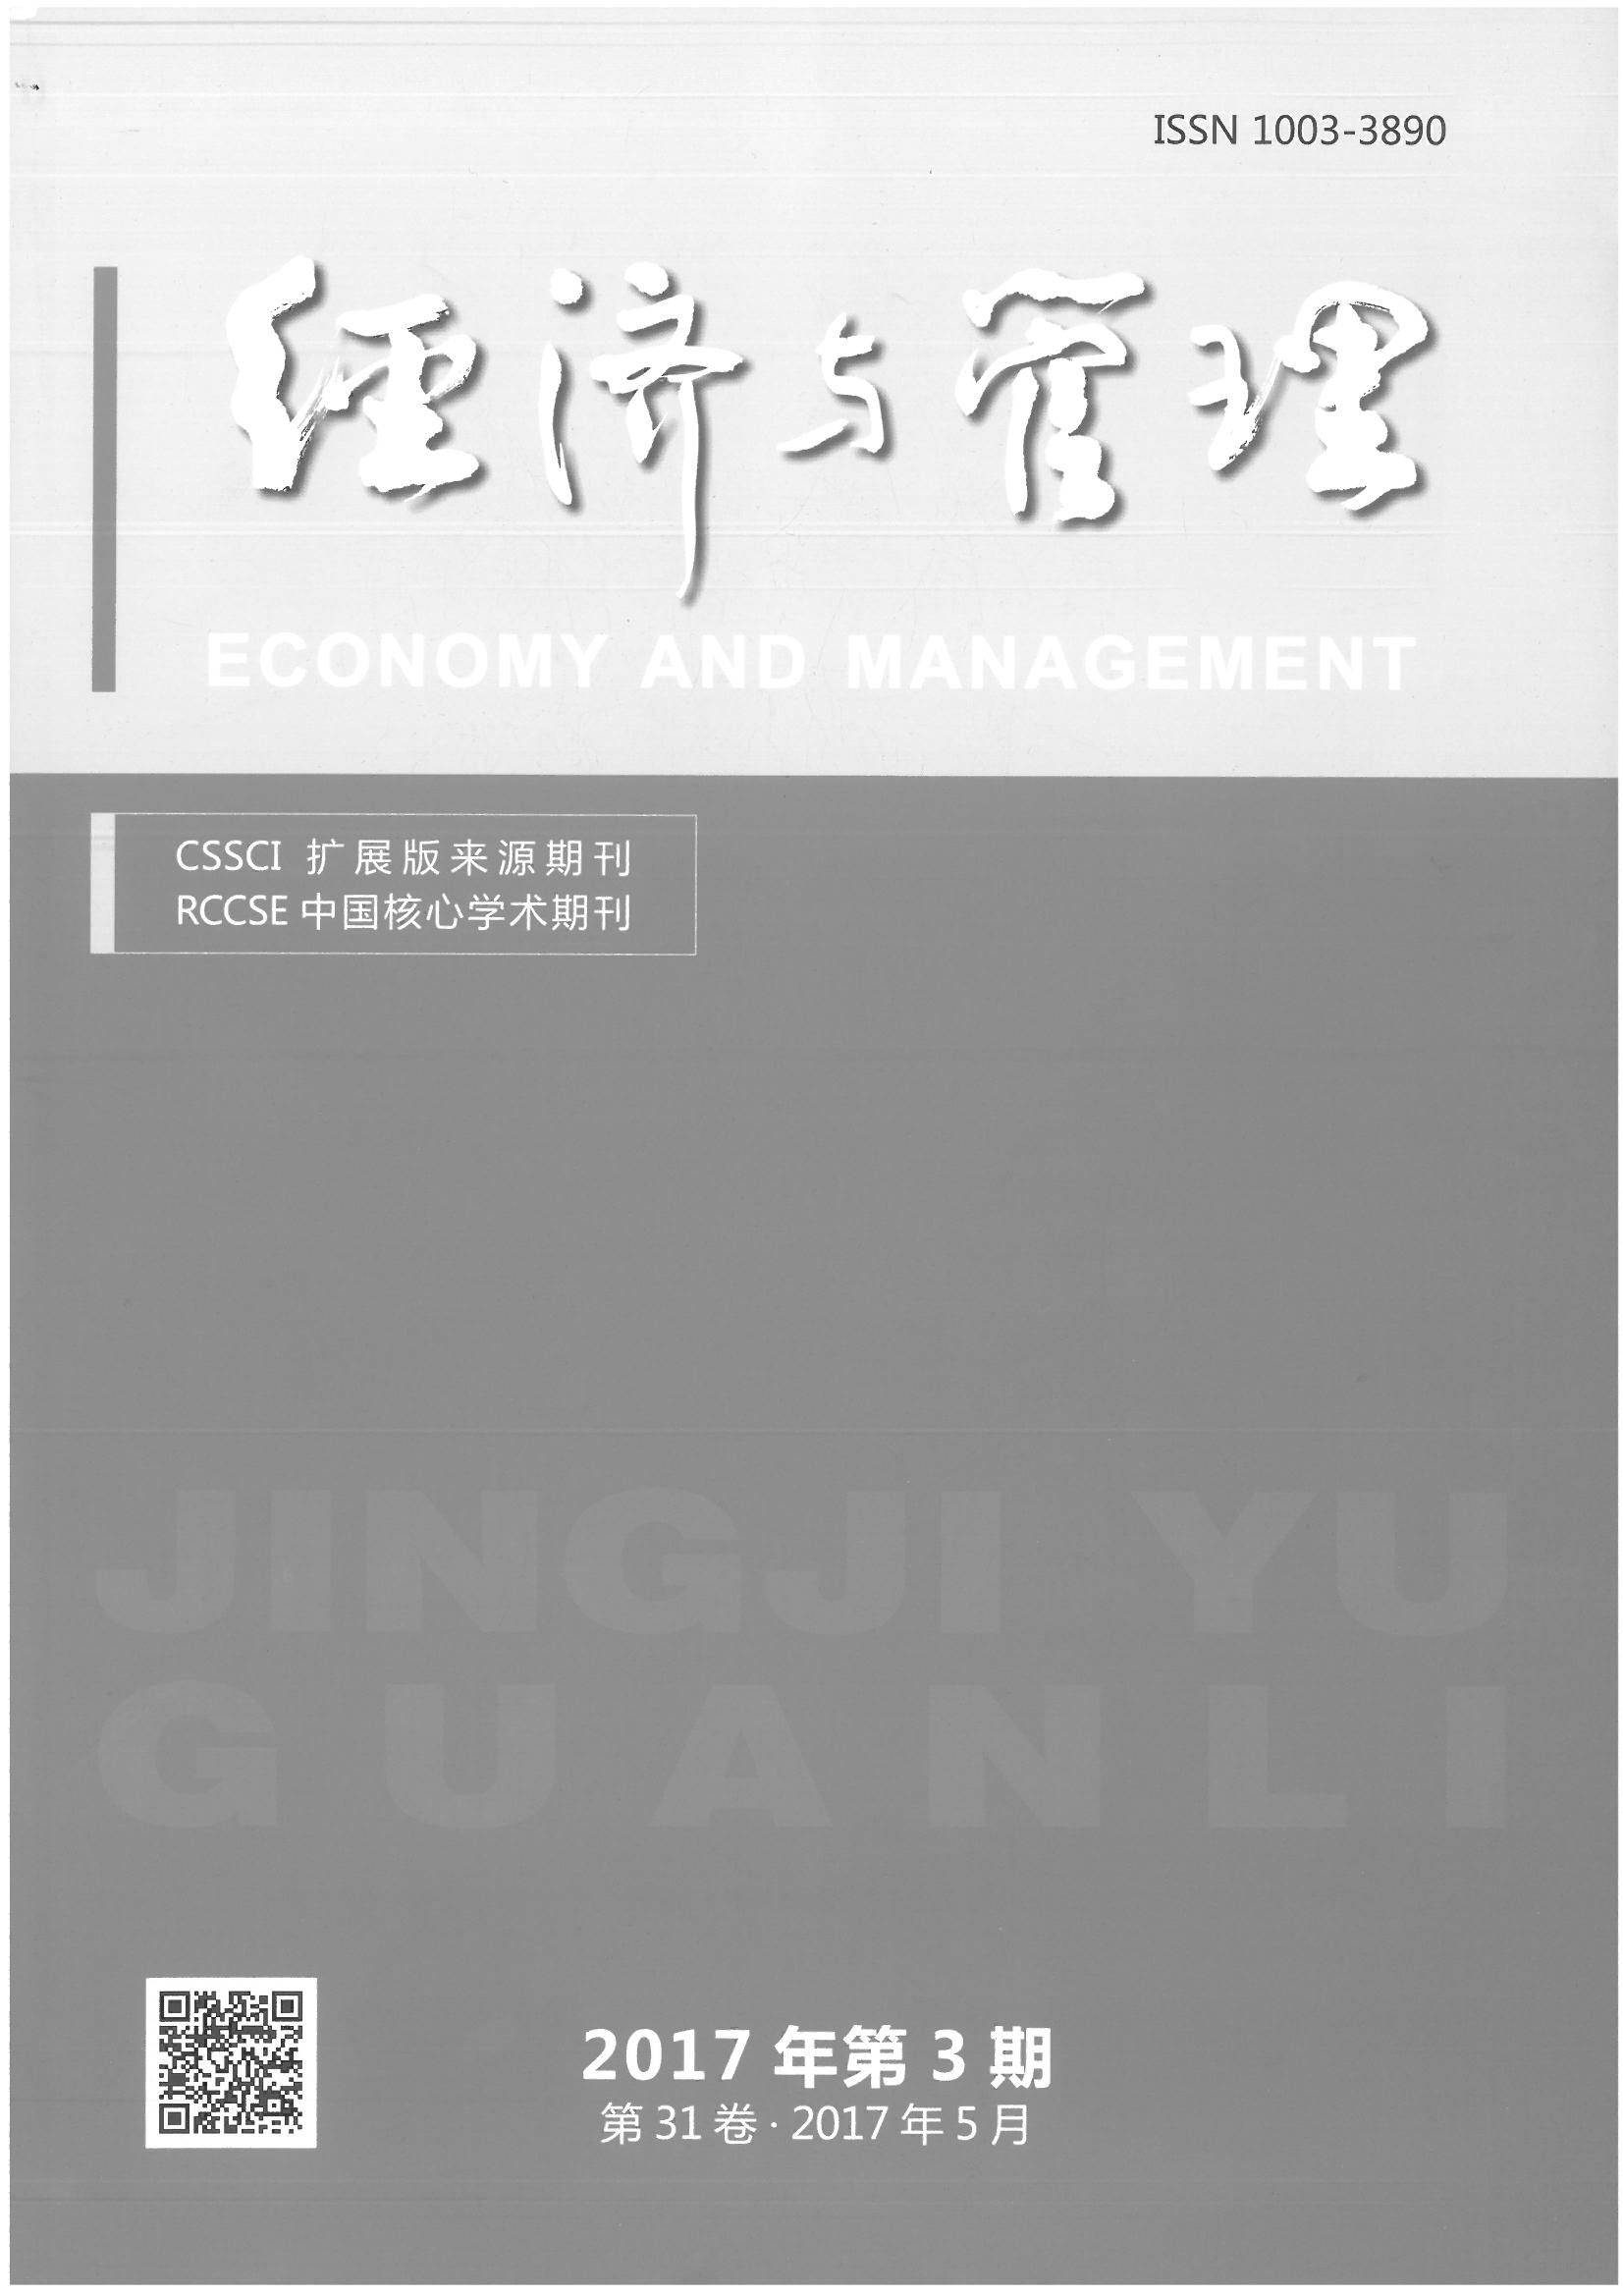 ISSN 1003-3890
经济与管理
ECONOMY AND MANAGEMENT
CSSCI 扩展版来源期刊
RCCSE 中国核心学术期刊
JINGJI YU
GUANLI
2017 年第 3 期
第 31 卷 · 2017 年 5 月